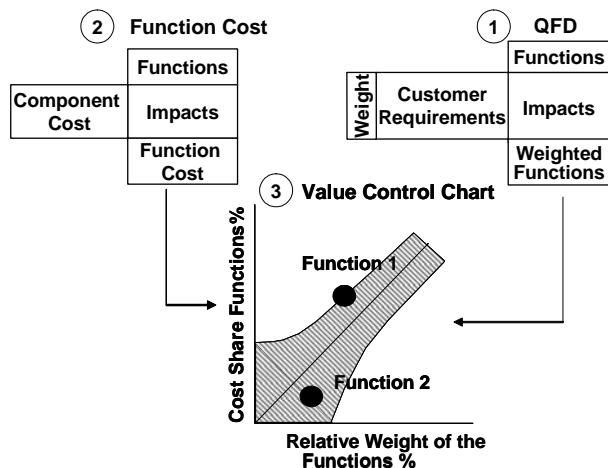 2 Function Cost
Functions
Component
Cost
Impacts
Function
Cost
1 QFD
Functions
Weight
Customer
Requirements
Impacts
Weighted
Functions
3 Value Control Chart
Cost Share Functions%
Function 1
Function 2
Relative Weight of the
Functions %